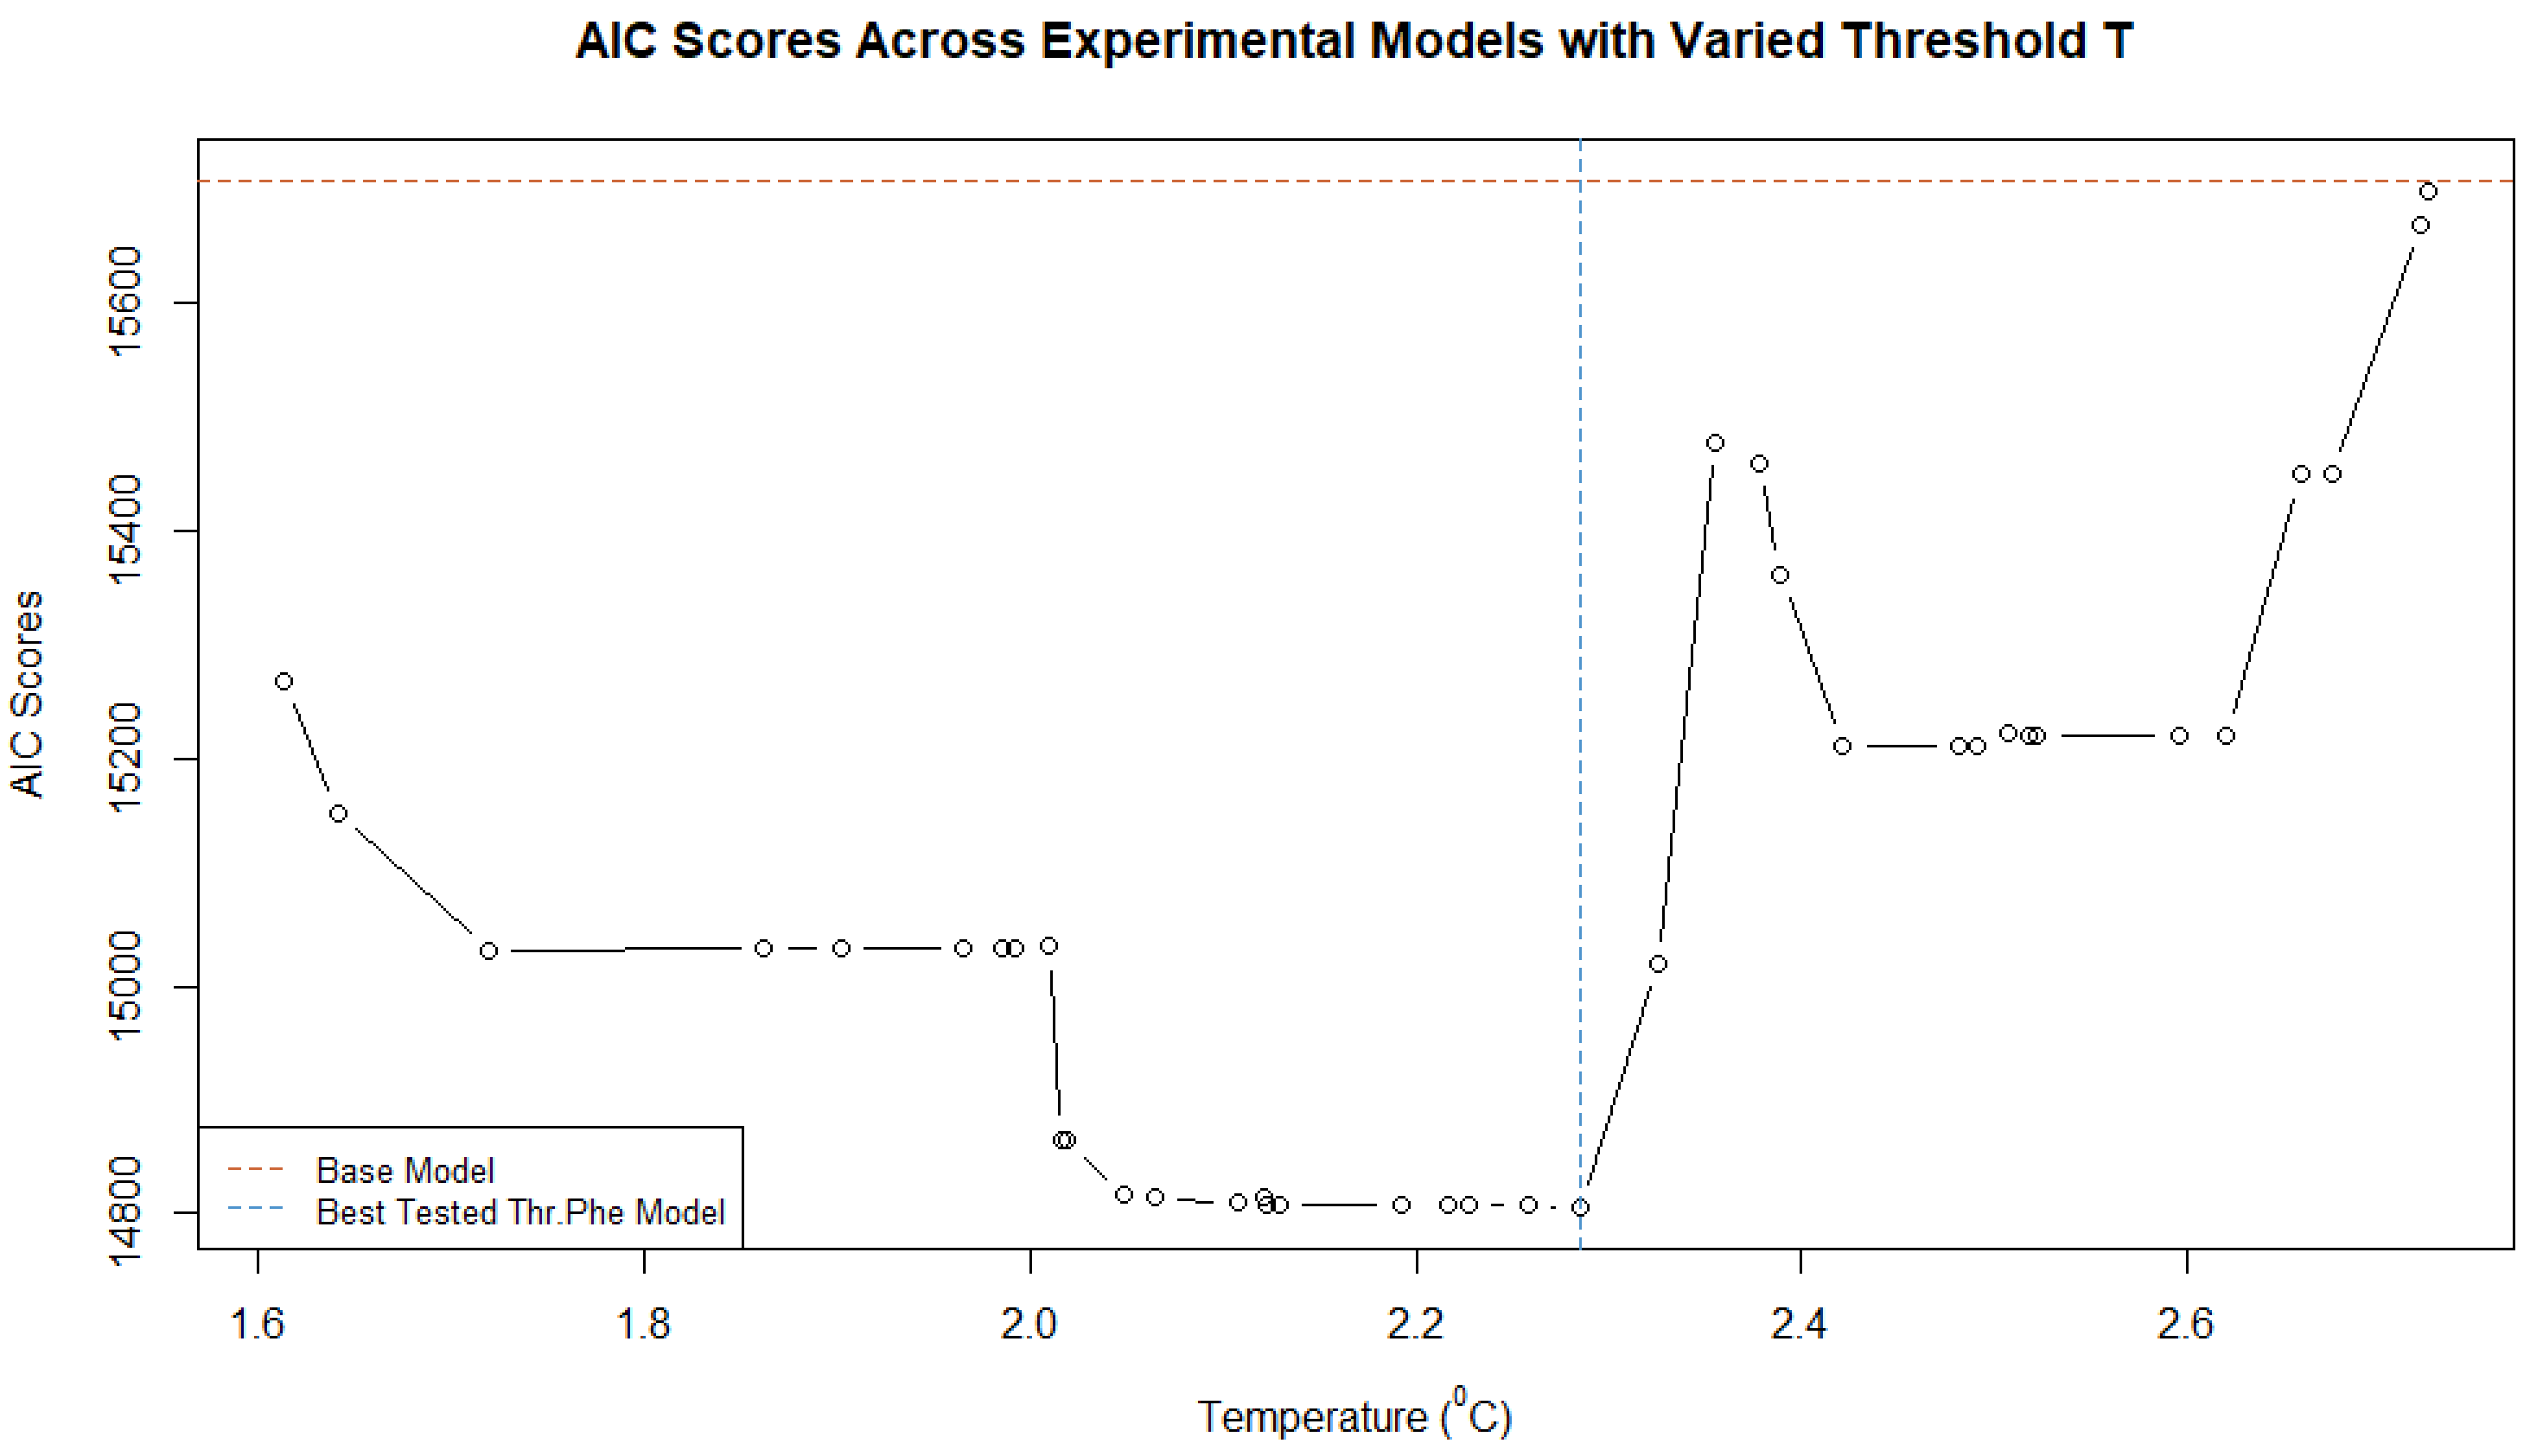 AIC Scores Across Experimental Models with Varied Threshold T
AIC Scores
15600
15400
15200
15000
14800
Base Model
Best Tested Thr.Phe Model
1.6 1.8 2.0 2.2 2.4 2.6
Temperature (⁰C)